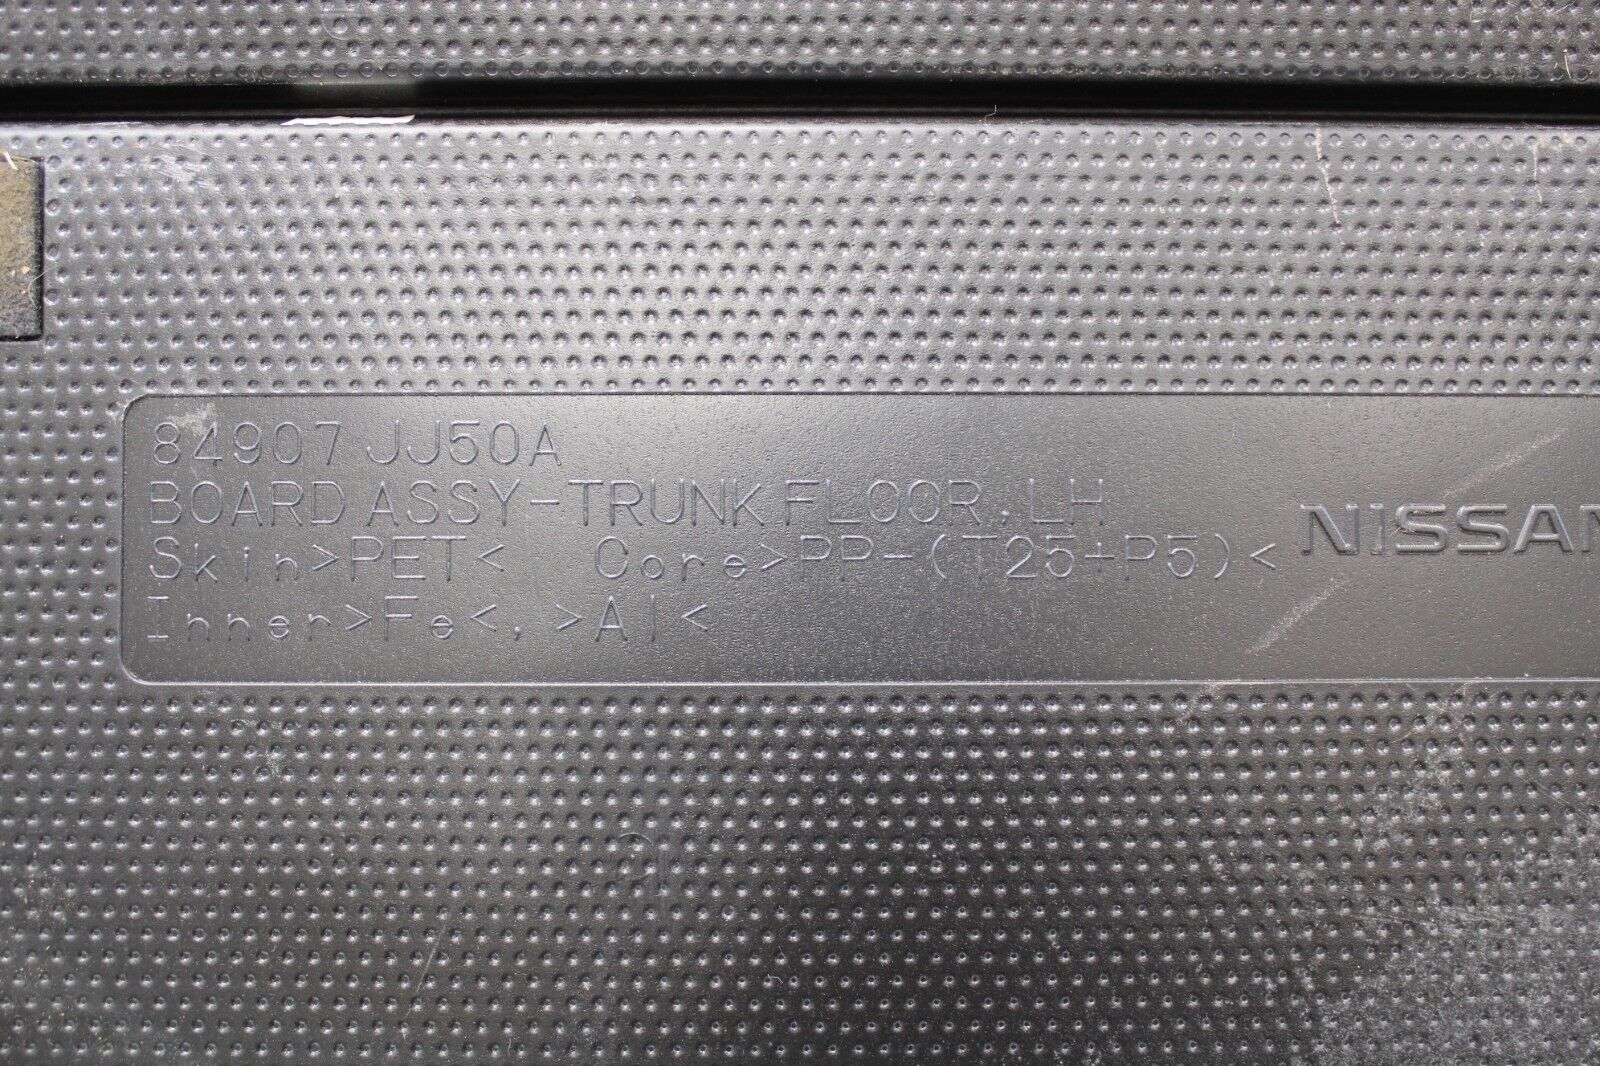 84907 JJ50A
BOARD ASSY-TRUNK FLOOR,LH
Skin>PET<  Core>PP-(T25+P5)<
Inner>Fe<,>Al<
NISSAN